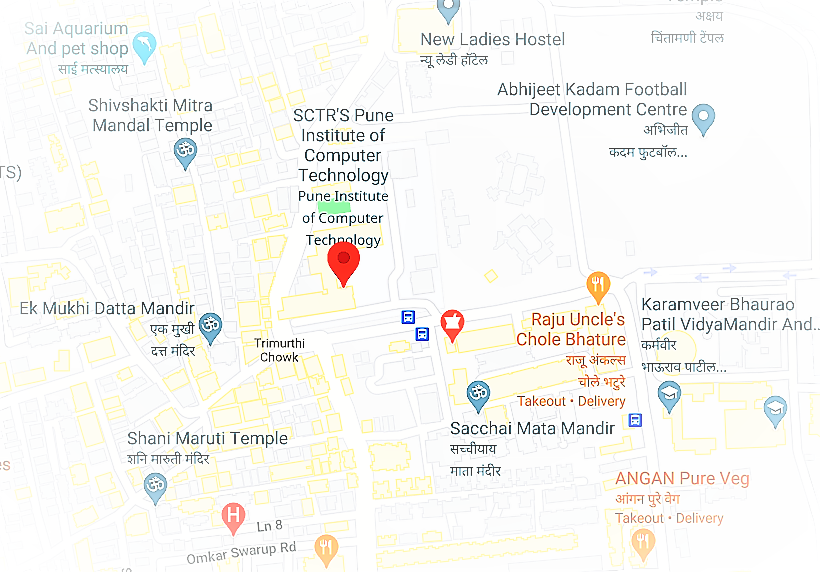 Sai Aquarium
And pet shop
साई मत्स्यालय
New Ladies Hostel
न्यू लेडी हॉटेल
अक्षय
चिंतामणी टेंपल
Shivshakti Mitra
Mandal Temple
Abhijeet Kadam Football
Development Centre
अभिजीत
कदम फुटबॉल...
SCTR'S Pune
Institute of
Computer
Technology
Pune Institute
of Computer
Technology
TS)
Ek Mukhi Datta Mandir
एक मुखी
दत्त मंदिर
Trimurthi
Chowk
Raju Uncle's
Chole Bhature
राजू अंकल्स
चोले भटुरे
Takeout • Delivery
Karamveer Bhaurao
Patil VidyaMandir And...
कर्मवीर
भाऊराव पाटील...
Sacchai Mata Mandir
सच्चीयाय
माता मंदीर
Shani Maruti Temple
शनि मारुती मंदिर
ANGAN Pure Veg
आंगन पुरे वेग
Takeout • Delivery
H
Ln 8
Omkar Swarup Rd
es